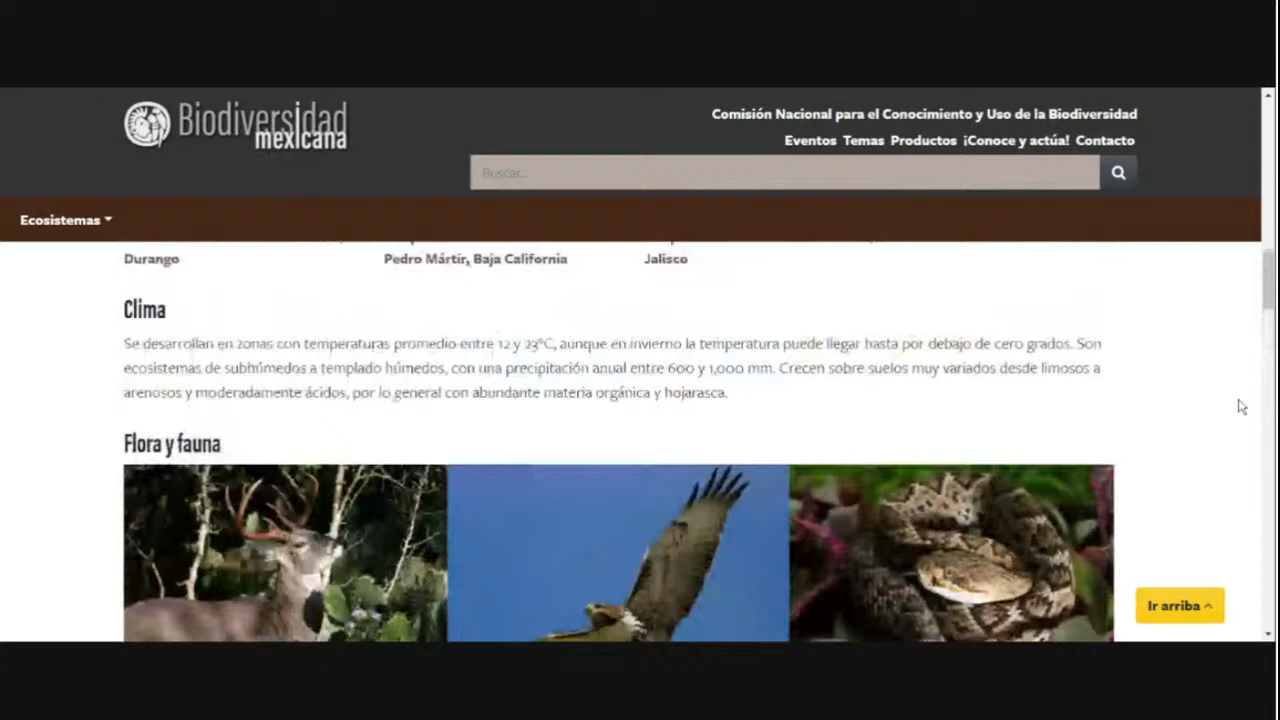 Biodiversidad
mexicana
Comisión Nacional para el Conocimiento y Uso de la Biodiversidad
Eventos Temas Productos ¡Conoce y actúa! Contacto
Buscar...
Ecosistemas
Durango
Pedro Mártir, Baja California
Jalisco
Clima
Se desarrollan en zonas con temperaturas promedio entre 12 y 23°C, aunque en invierno la temperatura puede llegar hasta por debajo de cero grados. Son
ecosistemas de subhúmedos a templado húmedos, con una precipitación anual entre 600 y 1,000 mm. Crecen sobre suelos muy variados desde limosos a
arenosos y moderadamente ácidos, por lo general con abundante materia orgánica y hojarasca.
Flora y fauna
Ir arriba